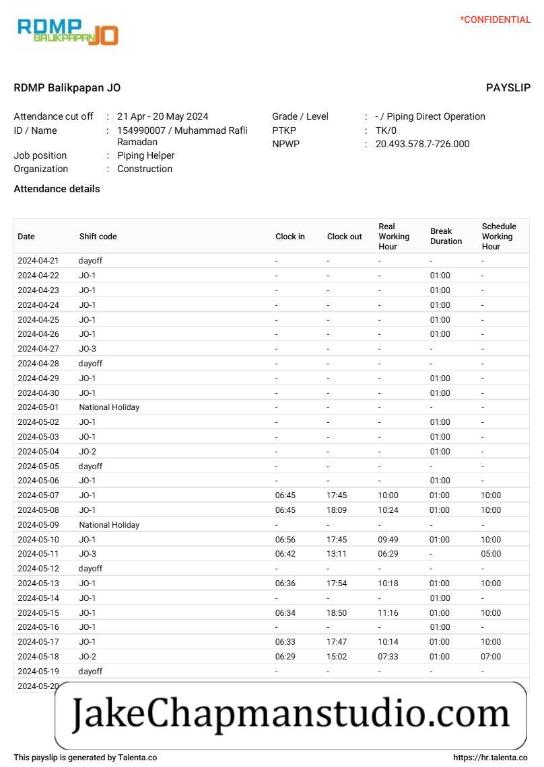 RDMP
BALIKPAPAN JO
*CONFIDENTIAL
RDMP Balikpapan JO PAYSLIP
Attendance cut off : 21 Apr - 20 May 2024 Grade / Level : - / Piping Direct Operation
ID / Name : 154990007 / Muhammad Rafli PTKP : TK/0
Ramadan NPWP : 20.493.578.7-726.000
Job position : Piping Helper
Organization : Construction
Attendance details
Date Shift code Clock in Clock out Real Working Hour Break Duration Schedule Working Hour
2024-04-21 dayoff - - - - -
2024-04-22 JO-1 - - - 01:00 -
2024-04-23 JO-1 - - - 01:00 -
2024-04-24 JO-1 - - - 01:00 -
2024-04-25 JO-1 - - - 01:00 -
2024-04-26 JO-1 - - - 01:00 -
2024-04-27 JO-3 - - - - -
2024-04-28 dayoff - - - - -
2024-04-29 JO-1 - - - 01:00 -
2024-04-30 JO-1 - - - 01:00 -
2024-05-01 National Holiday - - - - -
2024-05-02 JO-1 - - - 01:00 -
2024-05-03 JO-1 - - - 01:00 -
2024-05-04 JO-2 - - - 01:00 -
2024-05-05 dayoff - - - - -
2024-05-06 JO-1 - - - 01:00 -
2024-05-07 JO-1 06:45 17:45 10:00 01:00 10:00
2024-05-08 JO-1 06:45 18:09 10:24 01:00 10:00
2024-05-09 National Holiday - - - - -
2024-05-10 JO-1 06:56 17:45 09:49 01:00 10:00
2024-05-11 JO-3 06:42 13:11 06:29 - 05:00
2024-05-12 dayoff - - - - -
2024-05-13 JO-1 06:36 17:54 10:18 01:00 10:00
2024-05-14 JO-1 - - - 01:00 -
2024-05-15 JO-1 06:34 18:50 11:16 01:00 10:00
2024-05-16 JO-1 - - - 01:00 -
2024-05-17 JO-1 06:33 17:47 10:14 01:00 10:00
2024-05-18 JO-2 06:29 15:02 07:33 01:00 07:00
2024-05-19 dayoff - - - - -
2024-05-20
JakeChapmanstudio.com
This payslip is generated by Talenta.co https://hr.talenta.co